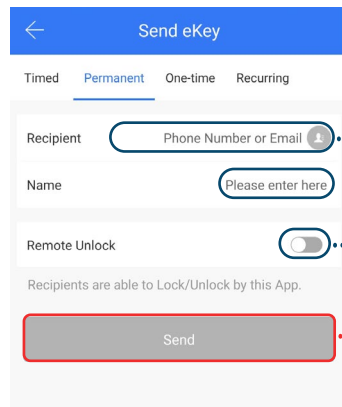 Send eKey
Timed Permanent One-time Recurring
Recipient Phone Number or Email
Name Please enter here
Remote Unlock
Recipients are able to Lock/Unlock by this App.
Send